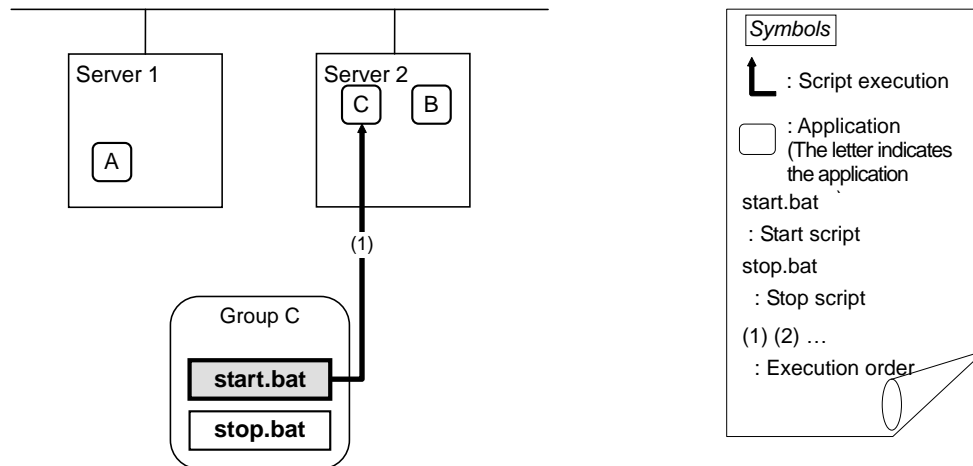 Server 1
A
Server 2
C
B
(1)
Group C
start.bat
stop.bat
Symbols
: Script execution
: Application
(The letter indicates
the application
start.bat
: Start script
stop.bat
: Stop script
(1) (2) …
: Execution order